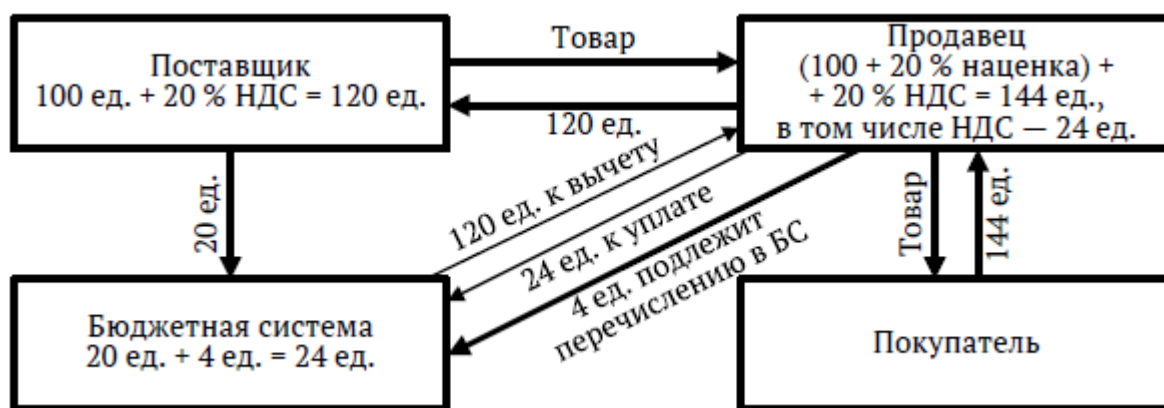 Поставщик
100 ед. + 20 % НДС = 120 ед.
Товар
120 ед.
Продавец
(100 + 20 % наценка) +
+ 20 % НДС = 144 ед.,
в том числе НДС — 24 ед.
20 ед.
120 ед. к вычету
24 ед. к уплате
4 ед. подлежит
перечислению в БС
Товар
144 ед.
Бюджетная система
20 ед. + 4 ед. = 24 ед.
Покупатель